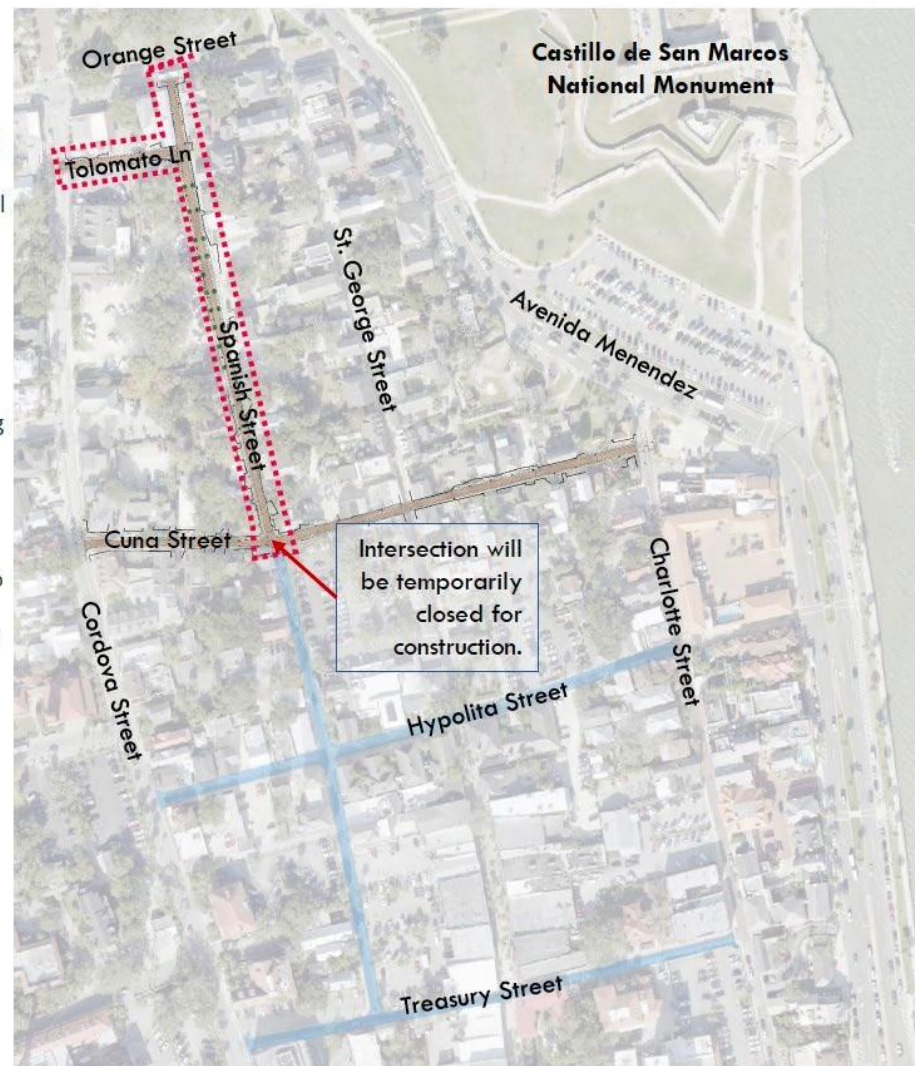 Orange Street
Castillo de San Marcos
National Monument
Tolomato Ln
l
St. George Street
Avenida Menendez
Spanish Street
g
Cuna Street
Intersection will
be temporarily
closed for
construction.
Charlotte Street
o
Cordova Street
Hypolita Street
Treasury Street